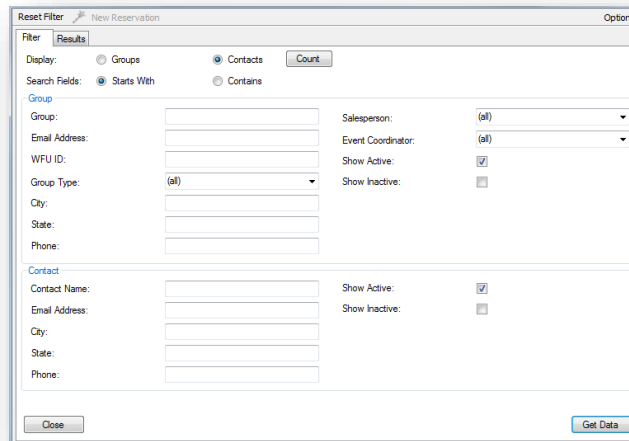 Reset Filter New Reservation Option
Filter Results
Display: Groups Contacts Count
Search Fields: Starts With Contains
Group
Group: Salesperson: (all)
Email Address: Event Coordinator: (all)
WFU ID: Show Active:
Group Type: (all) Show Inactive:
City:
State:
Phone:
Contact
Contact Name: Show Active:
Email Address: Show Inactive:
City:
State:
Phone:
Close Get Data